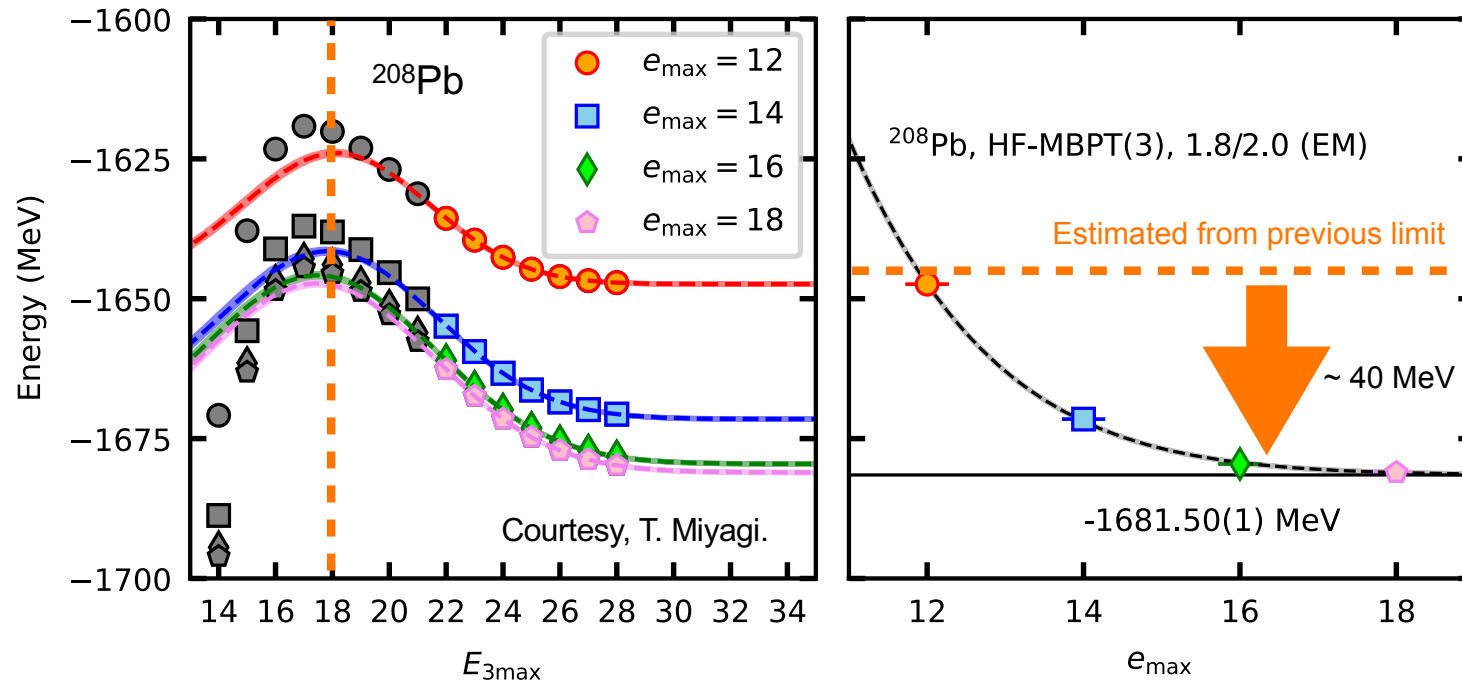 −1600
−1625
−1650
−1675
−1700
Energy (MeV)
²⁰⁸Pb
e_max = 12
e_max = 14
e_max = 16
e_max = 18
Courtesy, T. Miyagi.
14 16 18 20 22 24 26 28 30 32 34
E_3max
²⁰⁸Pb, HF-MBPT(3), 1.8/2.0 (EM)
Estimated from previous limit
~ 40 MeV
-1681.50(1) MeV
12 14 16 18
e_max